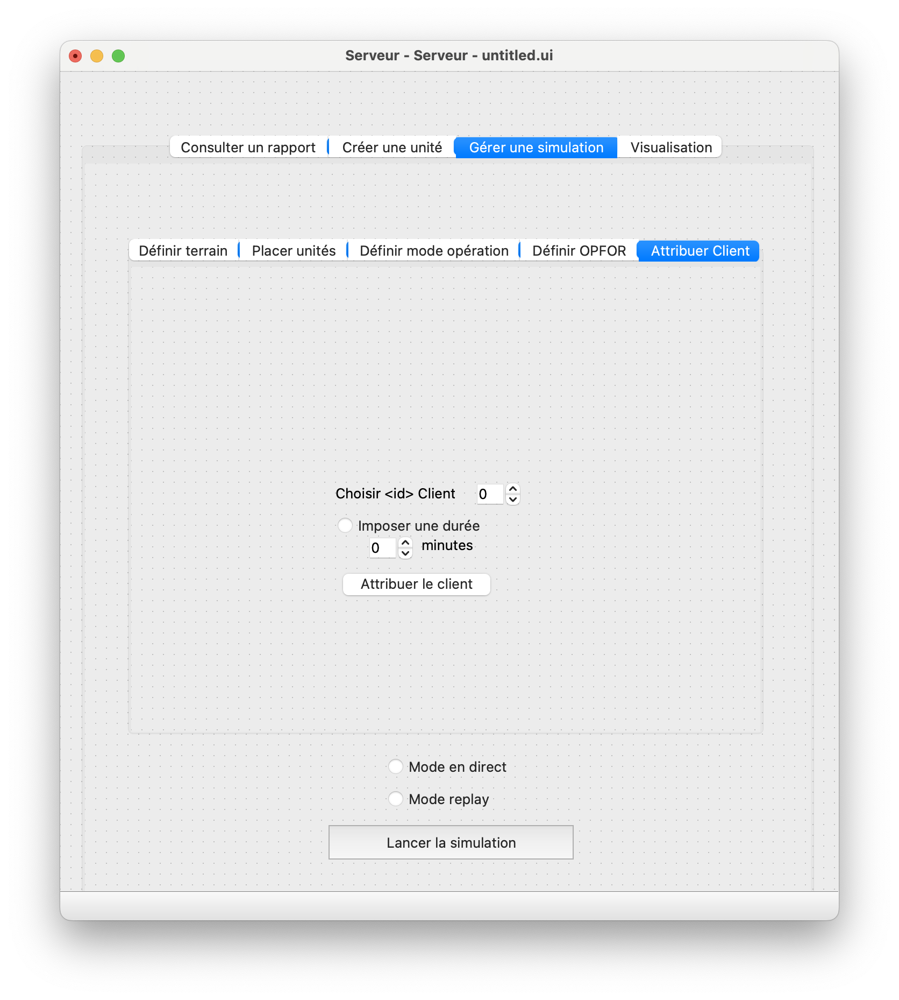 Serveur - Serveur - untitled.ui
Consulter un rapport Créer une unité Gérer une simulation Visualisation
Définir terrain Placer unités Définir mode opération Définir OPFOR Attribuer Client
Choisir <id> Client 0
Imposer une durée
0 minutes
Attribuer le client
Mode en direct
Mode replay
Lancer la simulation